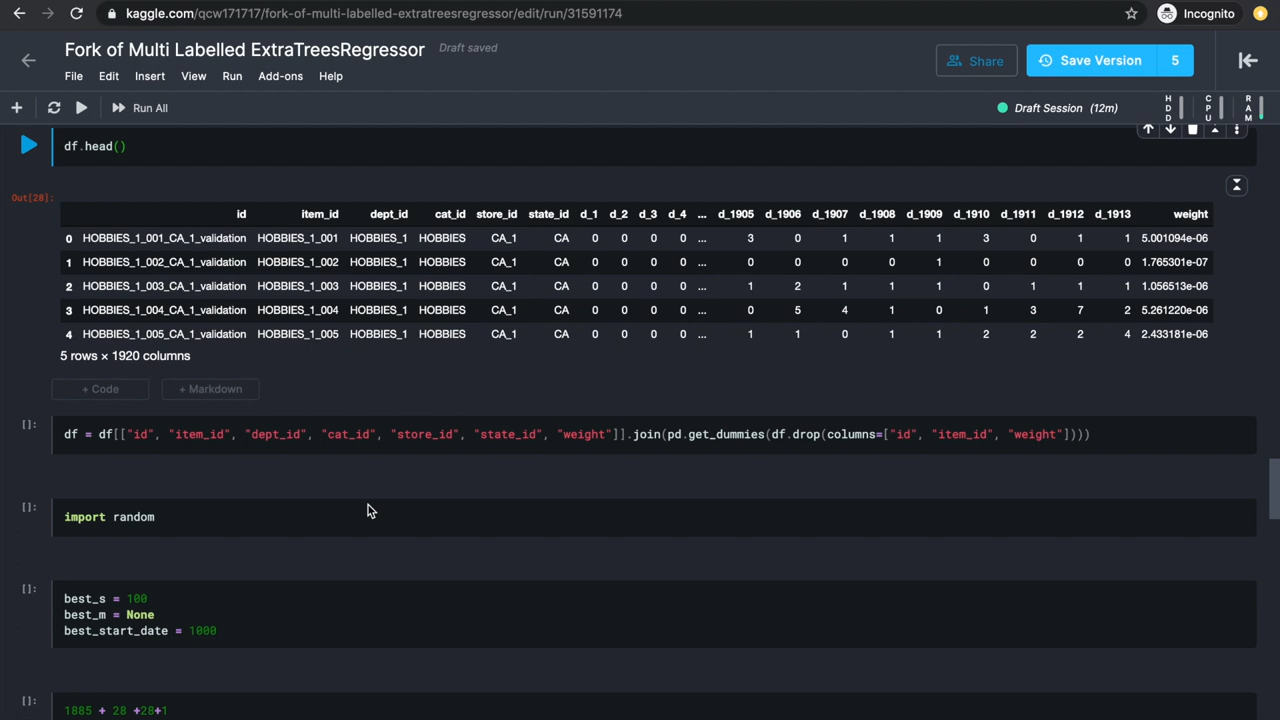 kaggle.com/qcw171717/fork-of-multi-labelled-extratreesregressor/edit/run/31591174 Incognito
Fork of Multi Labelled ExtraTreesRegressor Draft saved
File Edit Insert View Run Add-ons Help
Share Save Version 5
Run All Draft Session (12m) HDD CPU RAM
df.head()
Out[28]:
id item_id dept_id cat_id store_id state_id d_1 d_2 d_3 d_4 ... d_1905 d_1906 d_1907 d_1908 d_1909 d_1910 d_1911 d_1912 d_1913 weight
0 HOBBIES_1_001_CA_1_validation HOBBIES_1_001 HOBBIES_1 HOBBIES CA_1 CA 0 0 0 0 ... 3 0 1 1 1 3 0 1 1 5.001094e-06
1 HOBBIES_1_002_CA_1_validation HOBBIES_1_002 HOBBIES_1 HOBBIES CA_1 CA 0 0 0 0 ... 0 0 0 0 1 0 0 0 0 1.765301e-07
2 HOBBIES_1_003_CA_1_validation HOBBIES_1_003 HOBBIES_1 HOBBIES CA_1 CA 0 0 0 0 ... 1 2 1 1 1 0 1 1 1 1.056513e-06
3 HOBBIES_1_004_CA_1_validation HOBBIES_1_004 HOBBIES_1 HOBBIES CA_1 CA 0 0 0 0 ... 0 5 4 1 0 1 3 7 2 5.261220e-06
4 HOBBIES_1_005_CA_1_validation HOBBIES_1_005 HOBBIES_1 HOBBIES CA_1 CA 0 0 0 0 ... 1 1 0 1 1 2 2 2 4 2.433181e-06
5 rows × 1920 columns
+ Code + Markdown
[]: df = df[["id", "item_id", "dept_id", "cat_id", "store_id", "state_id", "weight"]].join(pd.get_dummies(df.drop(columns=["id", "item_id", "weight"])))
[]: import random
[]: best_s = 100
best_m = None
best_start_date = 1000
[]: 1885 + 28 +28+1